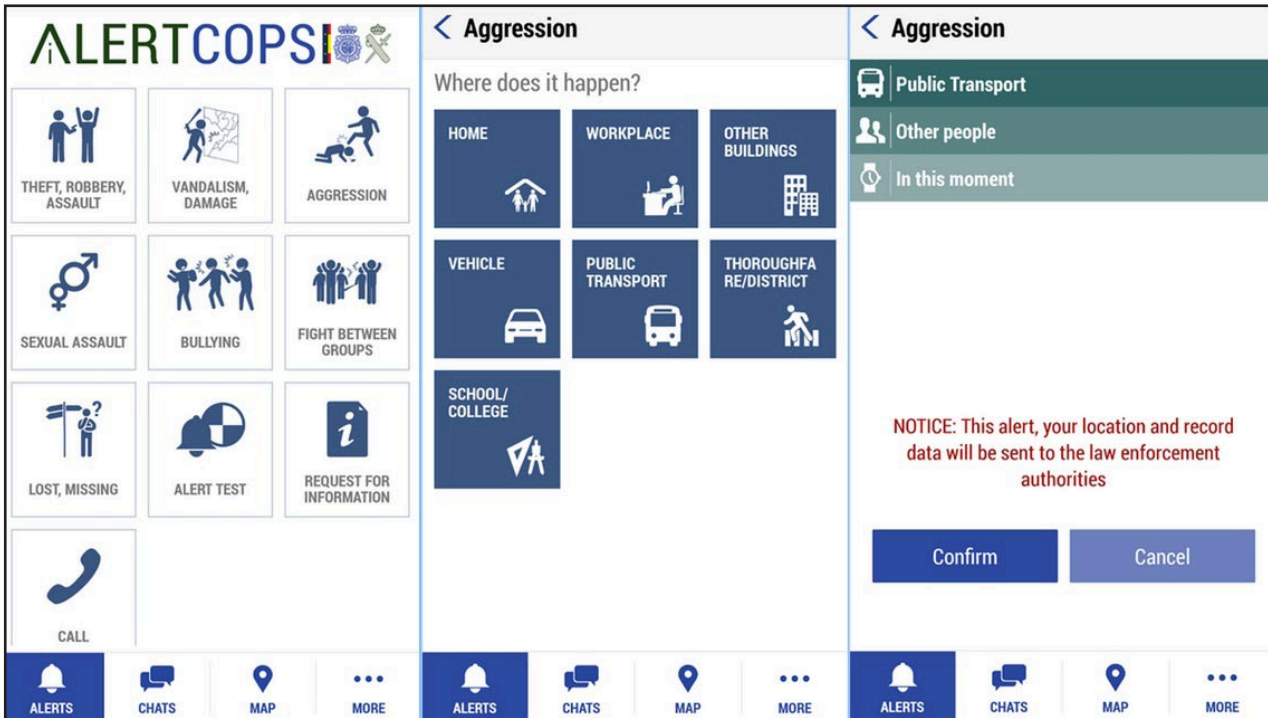 ALERTCOPS
THEFT, ROBBERY,
ASSAULT
VANDALISM,
DAMAGE
AGGRESSION
SEXUAL ASSAULT
BULLYING
FIGHT BETWEEN
GROUPS
LOST, MISSING
ALERT TEST
REQUEST FOR
INFORMATION
CALL
ALERTS
CHATS
MAP
MORE
Aggression
Where does it happen?
HOME
WORKPLACE
OTHER
BUILDINGS
VEHICLE
PUBLIC
TRANSPORT
THOROUGHFA
RE/DISTRICT
SCHOOL/
COLLEGE
ALERTS
CHATS
MAP
MORE
Aggression
Public Transport
Other people
In this moment
NOTICE: This alert, your location and record
data will be sent to the law enforcement
authorities
Confirm
Cancel
ALERTS
CHATS
MAP
MORE